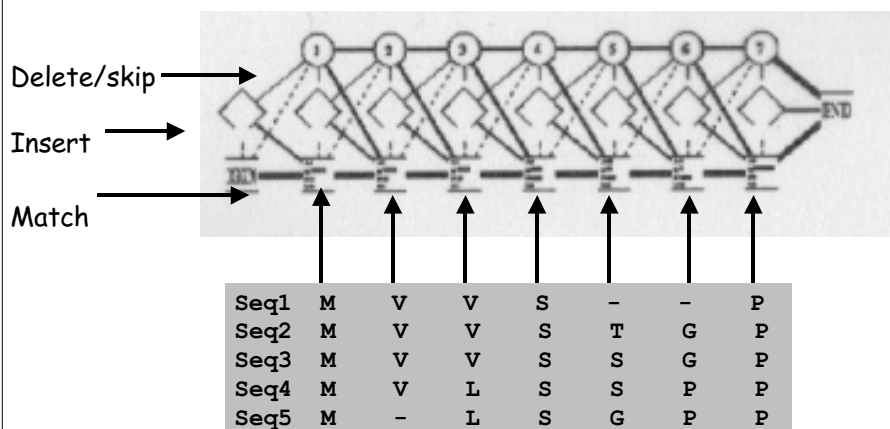 1 2 3 4 5 6 7
Delete/skip
END
Insert
Match
Seq1 M V V S - - P
Seq2 M V V S T G P
Seq3 M V V S S G P
Seq4 M V L S S P P
Seq5 M - L S G P P